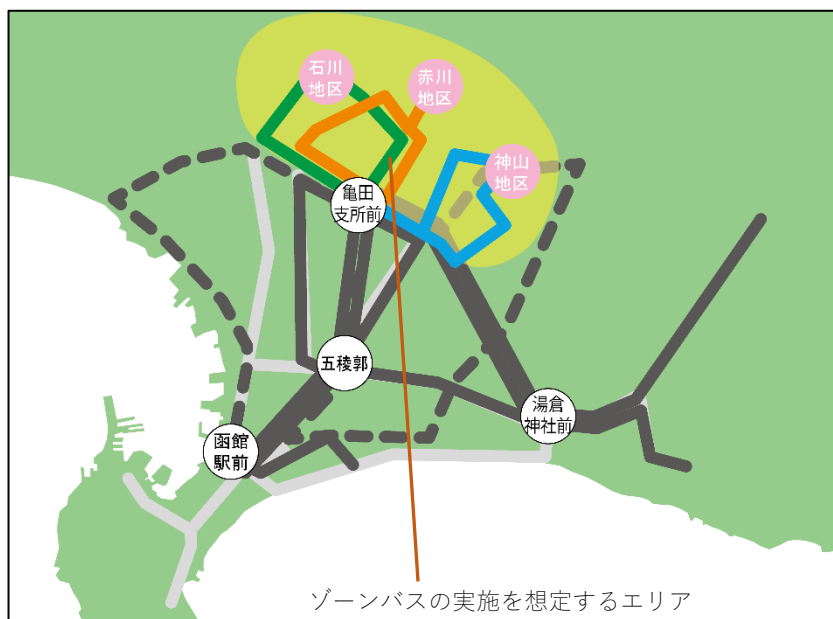 石川
地区
赤川
地区
神山
地区
亀田
支所前
五稜郭
湯倉
神社前
函館
駅前
ゾーンバスの実施を想定するエリア